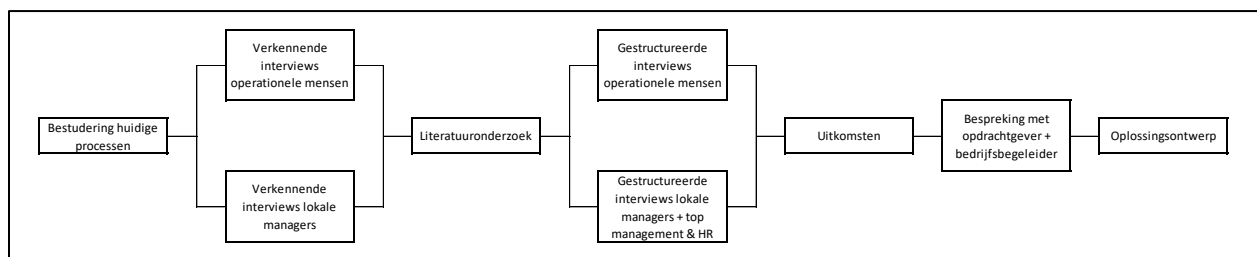 Bestudering huidige
processen
Verkennende
interviews
operationele mensen
Verkennende
interviews lokale
managers
Literatuuronderzoek
Gestructureerde
interviews
operationele mensen
Gestructureerde
interviews lokale
managers + top
management & HR
Uitkomsten
Bespreking met
opdrachtgever +
bedrijfsbegeleider
Oplossingsontwerp